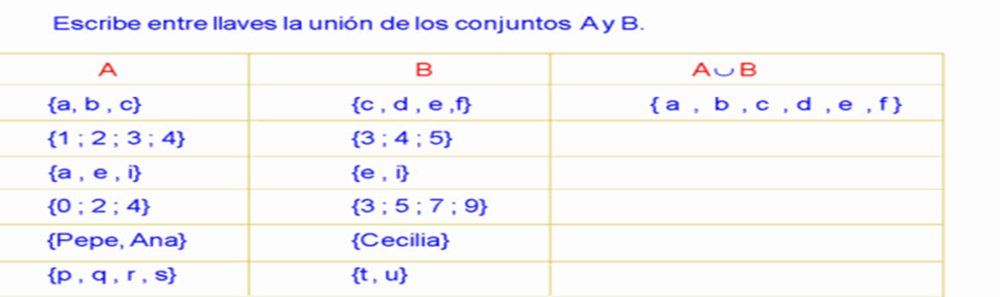 Escribe entre llaves la unión de los conjuntos A y B.
A B A∪B
{a, b , c} {c , d , e ,f} { a , b , c , d , e , f }
{1 ; 2 ; 3 ; 4} {3 ; 4 ; 5}
{a , e , i} {e , i}
{0 ; 2 ; 4} {3 ; 5 ; 7 ; 9}
{Pepe, Ana} {Cecilia}
{p , q , r , s} {t , u}